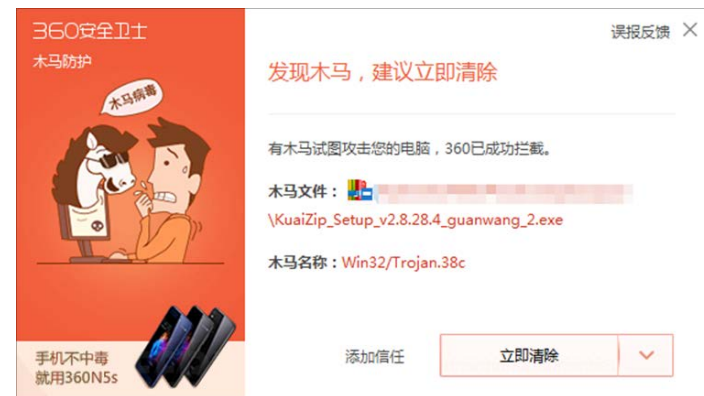 360安全卫士
木马防护
木马病毒
手机不中毒
就用360N5s
误报反馈
发现木马，建议立即清除
有木马试图攻击您的电脑，360已成功拦截。
木马文件：
\KuaiZip_Setup_v2.8.28.4_guanwang_2.exe
木马名称：Win32/Trojan.38c
添加信任
立即清除